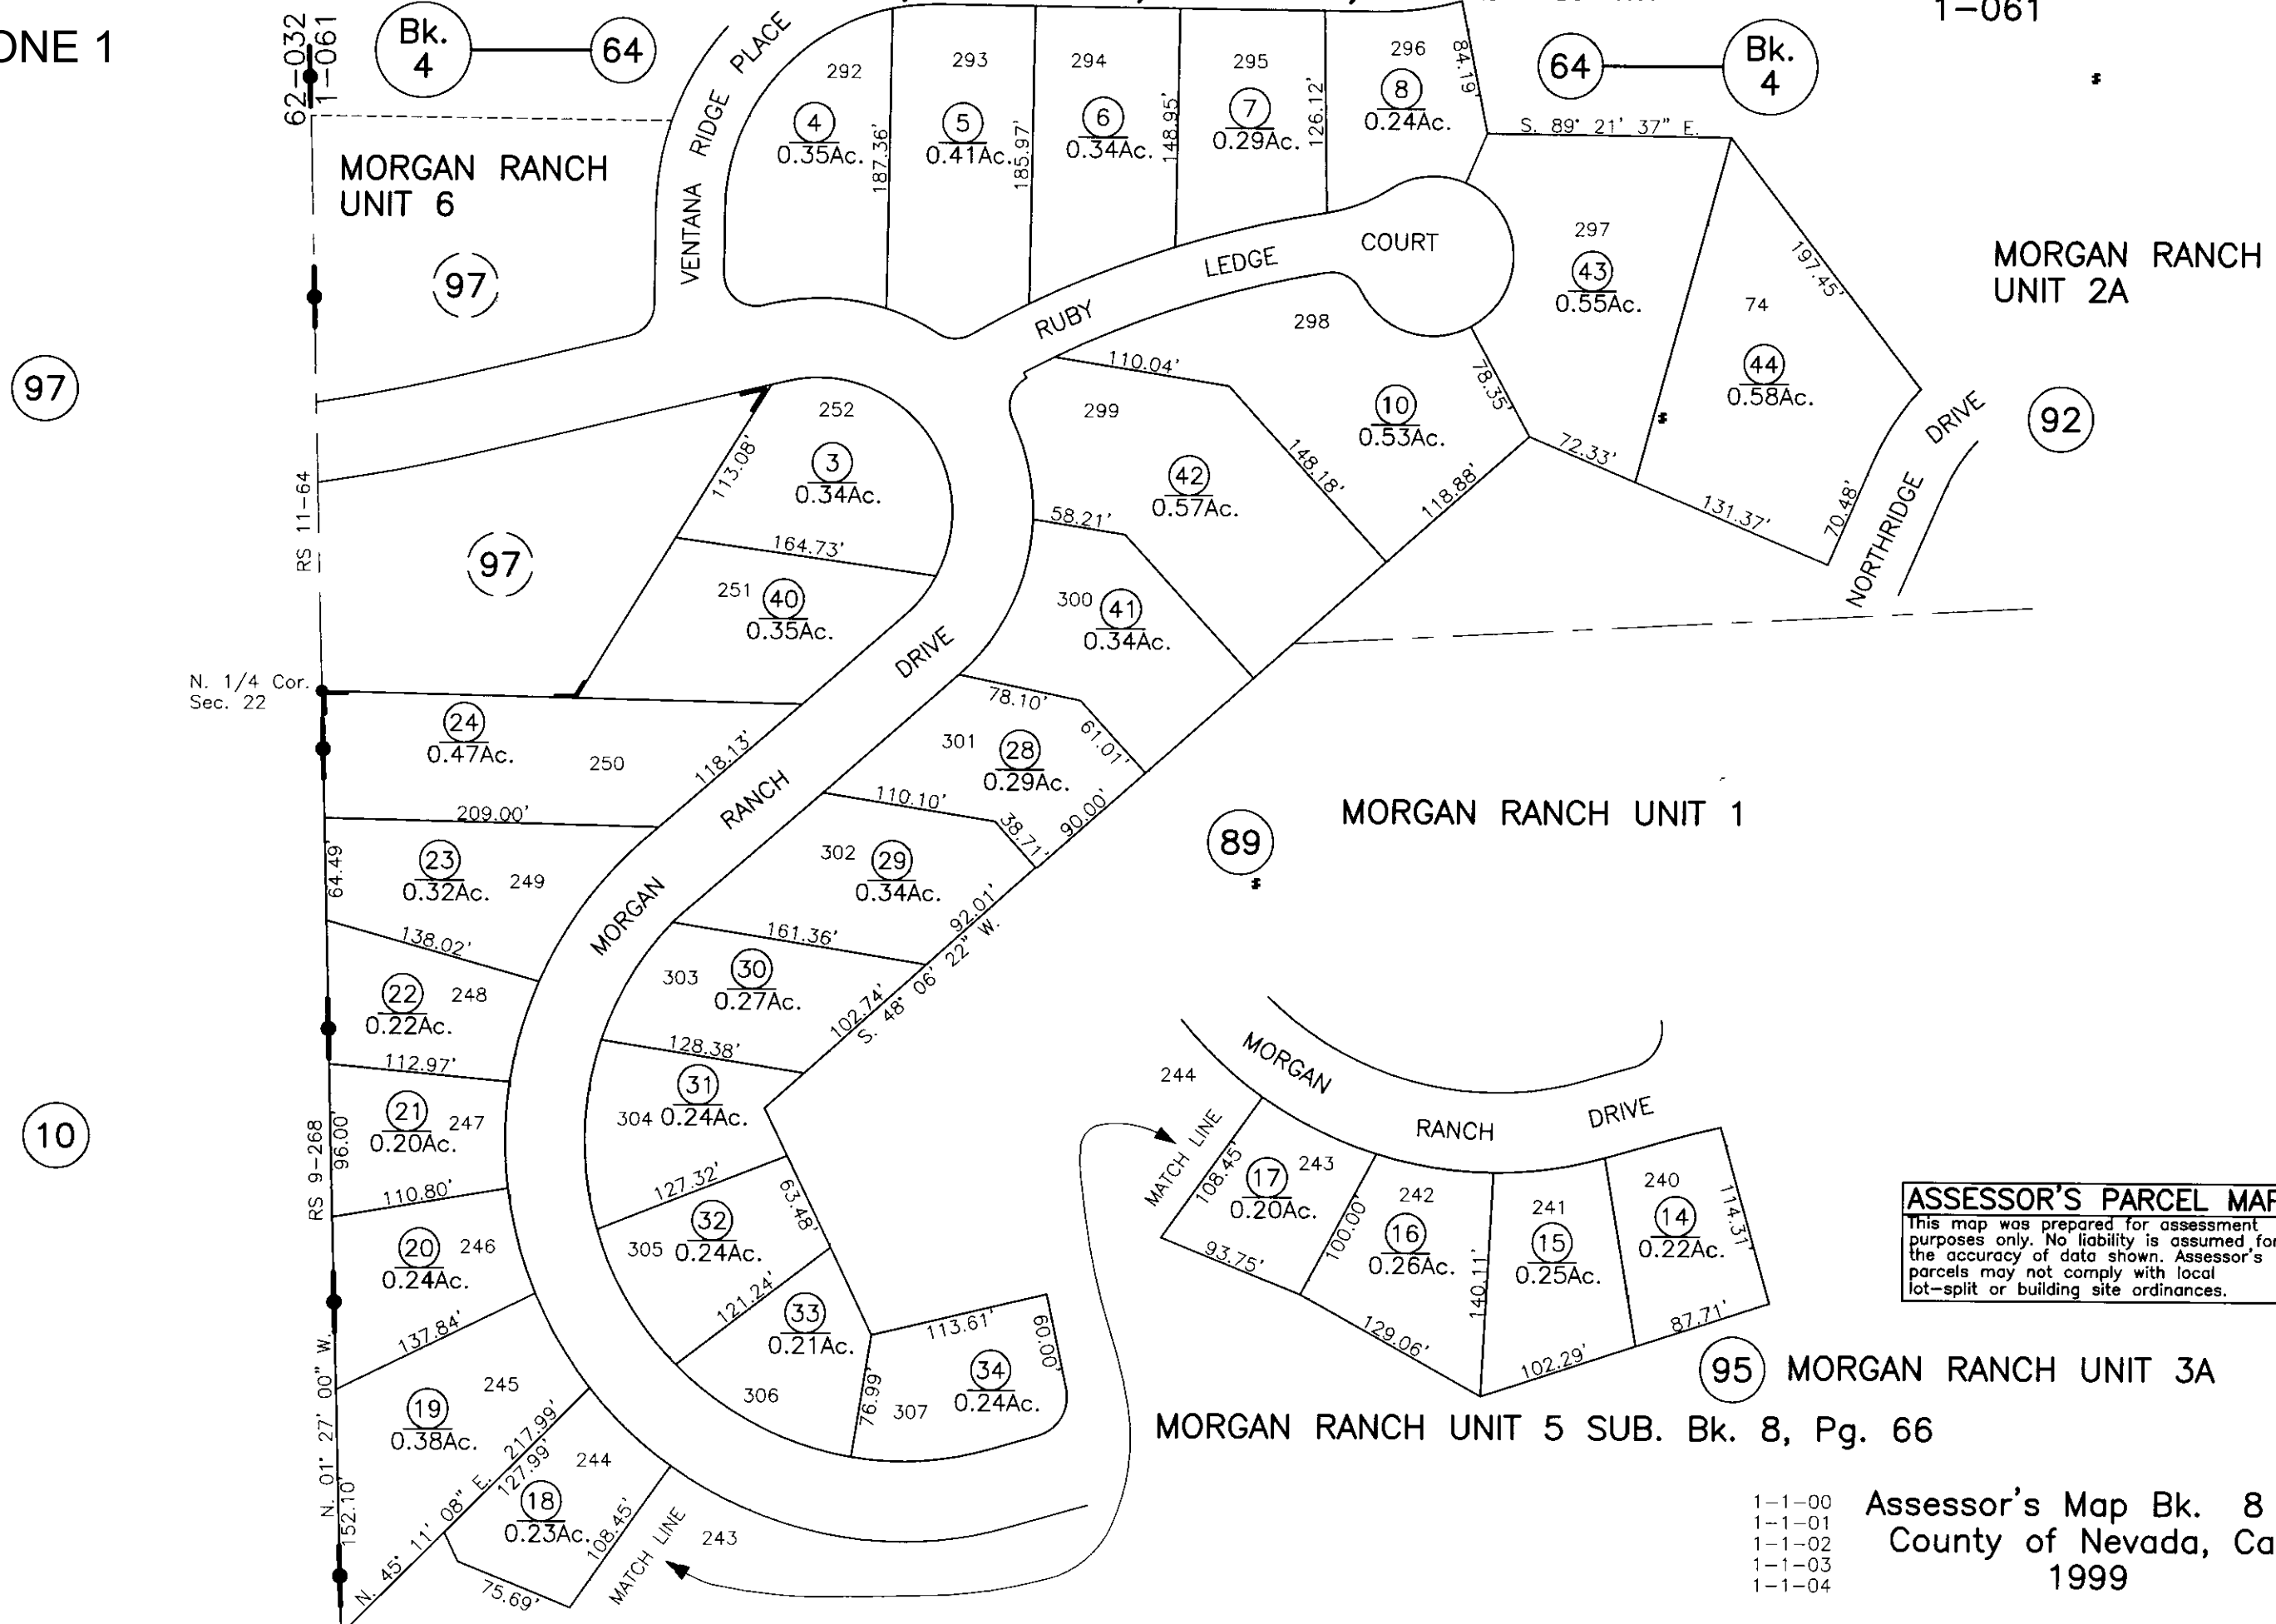 ONE 1
62-032
1-061
Bk.
4
64
VENTANA RIDGE PLACE
64
Bk.
4
1-061
MORGAN RANCH
UNIT 6
97
292
4
0.35Ac.
187.36'
293
5
0.41Ac.
185.97'
294
6
0.34Ac.
148.95'
295
7
0.29Ac.
126.12'
296
8
0.24Ac.
84.19'
S. 89° 21' 37" E.
297
43
0.55Ac.
74
44
0.58Ac.
197.45'
MORGAN RANCH
UNIT 2A
RUBY LEDGE COURT
298
10
0.53Ac.
78.35'
72.33'
131.37'
70.48'
NORTHRIDGE DRIVE
92
97
RS 11-64
97
252
3
0.34Ac.
113.08'
164.73'
251
40
0.35Ac.
110.04'
299
42
0.57Ac.
148.18'
118.88'
58.21'
300
41
0.34Ac.
N. 1/4 Cor.
Sec. 22
24
0.47Ac.
250
118.13'
209.00'
MORGAN RANCH DRIVE
78.10'
61.01'
301
28
0.29Ac.
90.00'
110.10'
38.71'
302
29
0.34Ac.
92.01'
89
MORGAN RANCH UNIT 1
64.49'
23
0.32Ac.
249
138.02'
161.36'
303
30
0.27Ac.
102.74'
S. 48° 06' 22" W.
22
0.22Ac.
248
112.97'
128.38'
10
RS 9-268
96.00'
21
0.20Ac.
247
110.80'
31
304 0.24Ac.
127.32'
63.48'
20
0.24Ac.
246
137.84'
32
305 0.24Ac.
121.24'
33
0.21Ac.
306
76.99'
113.61'
60.00'
34
0.24Ac.
307
N. 01° 27' 00" W.
152.10'
19
0.38Ac.
245
217.99'
N. 45° 11' 08" E.
127.99'
244
18
0.23Ac.
108.45'
75.69'
MATCH LINE
243
MORGAN RANCH DRIVE
244
MATCH LINE
108.45'
243
17
0.20Ac.
93.75'
100.00'
242
16
0.26Ac.
129.06'
140.11'
241
15
0.25Ac.
102.29'
240
14
0.22Ac.
114.31'
87.71'
ASSESSOR'S PARCEL MAP
This map was prepared for assessment
purposes only. No liability is assumed for
the accuracy of data shown. Assessor's
parcels may not comply with local
lot-split or building site ordinances.
95 MORGAN RANCH UNIT 3A
MORGAN RANCH UNIT 5 SUB. Bk. 8, Pg. 66
1-1-00
1-1-01
1-1-02
1-1-03
1-1-04
Assessor's Map Bk. 8
County of Nevada, Ca
1999